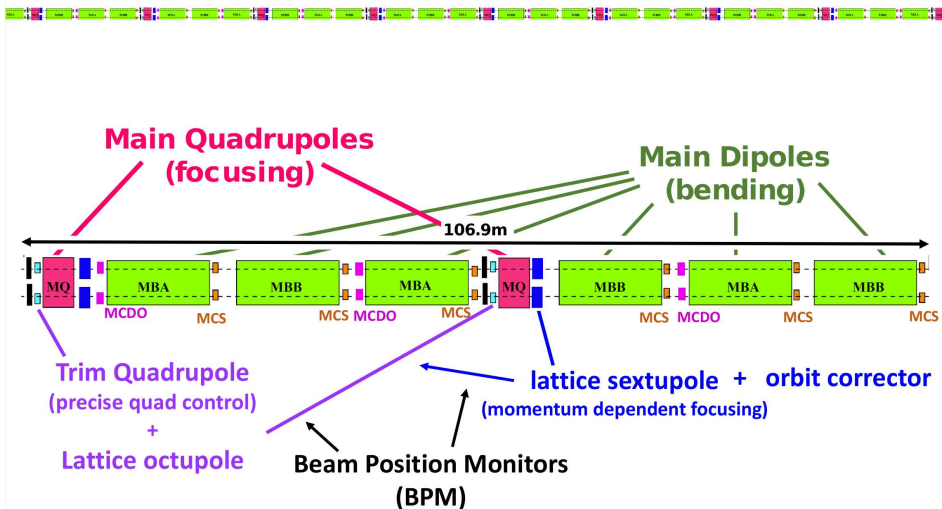 Main Quadrupoles
(focusing)
Main Dipoles
(bending)
106.9m
MQ MBA MBB MBA MQ MBB MBA MBB
MCDO MCS MCS MCDO MCS MCS MCDO MCS MCS
Trim Quadrupole
(precise quad control)
+
Lattice octupole
lattice sextupole + orbit corrector
(momentum dependent focusing)
Beam Position Monitors
(BPM)